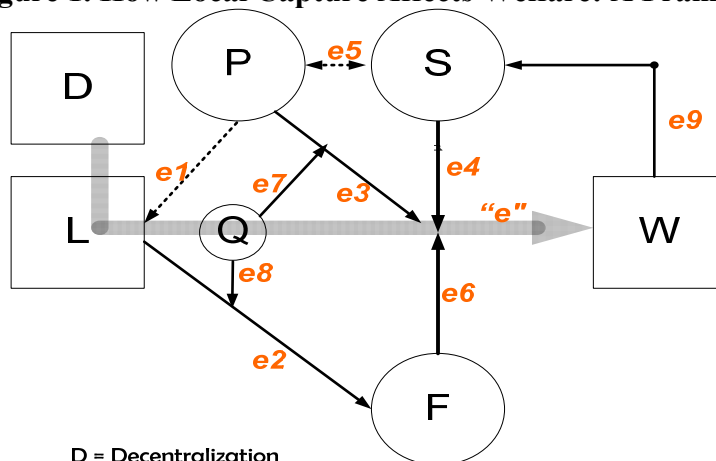 P
S
D
e5
e9
e1
e4
e7
e3
"e"
L
Q
W
e8
e6
e2
F
D = Decentralization